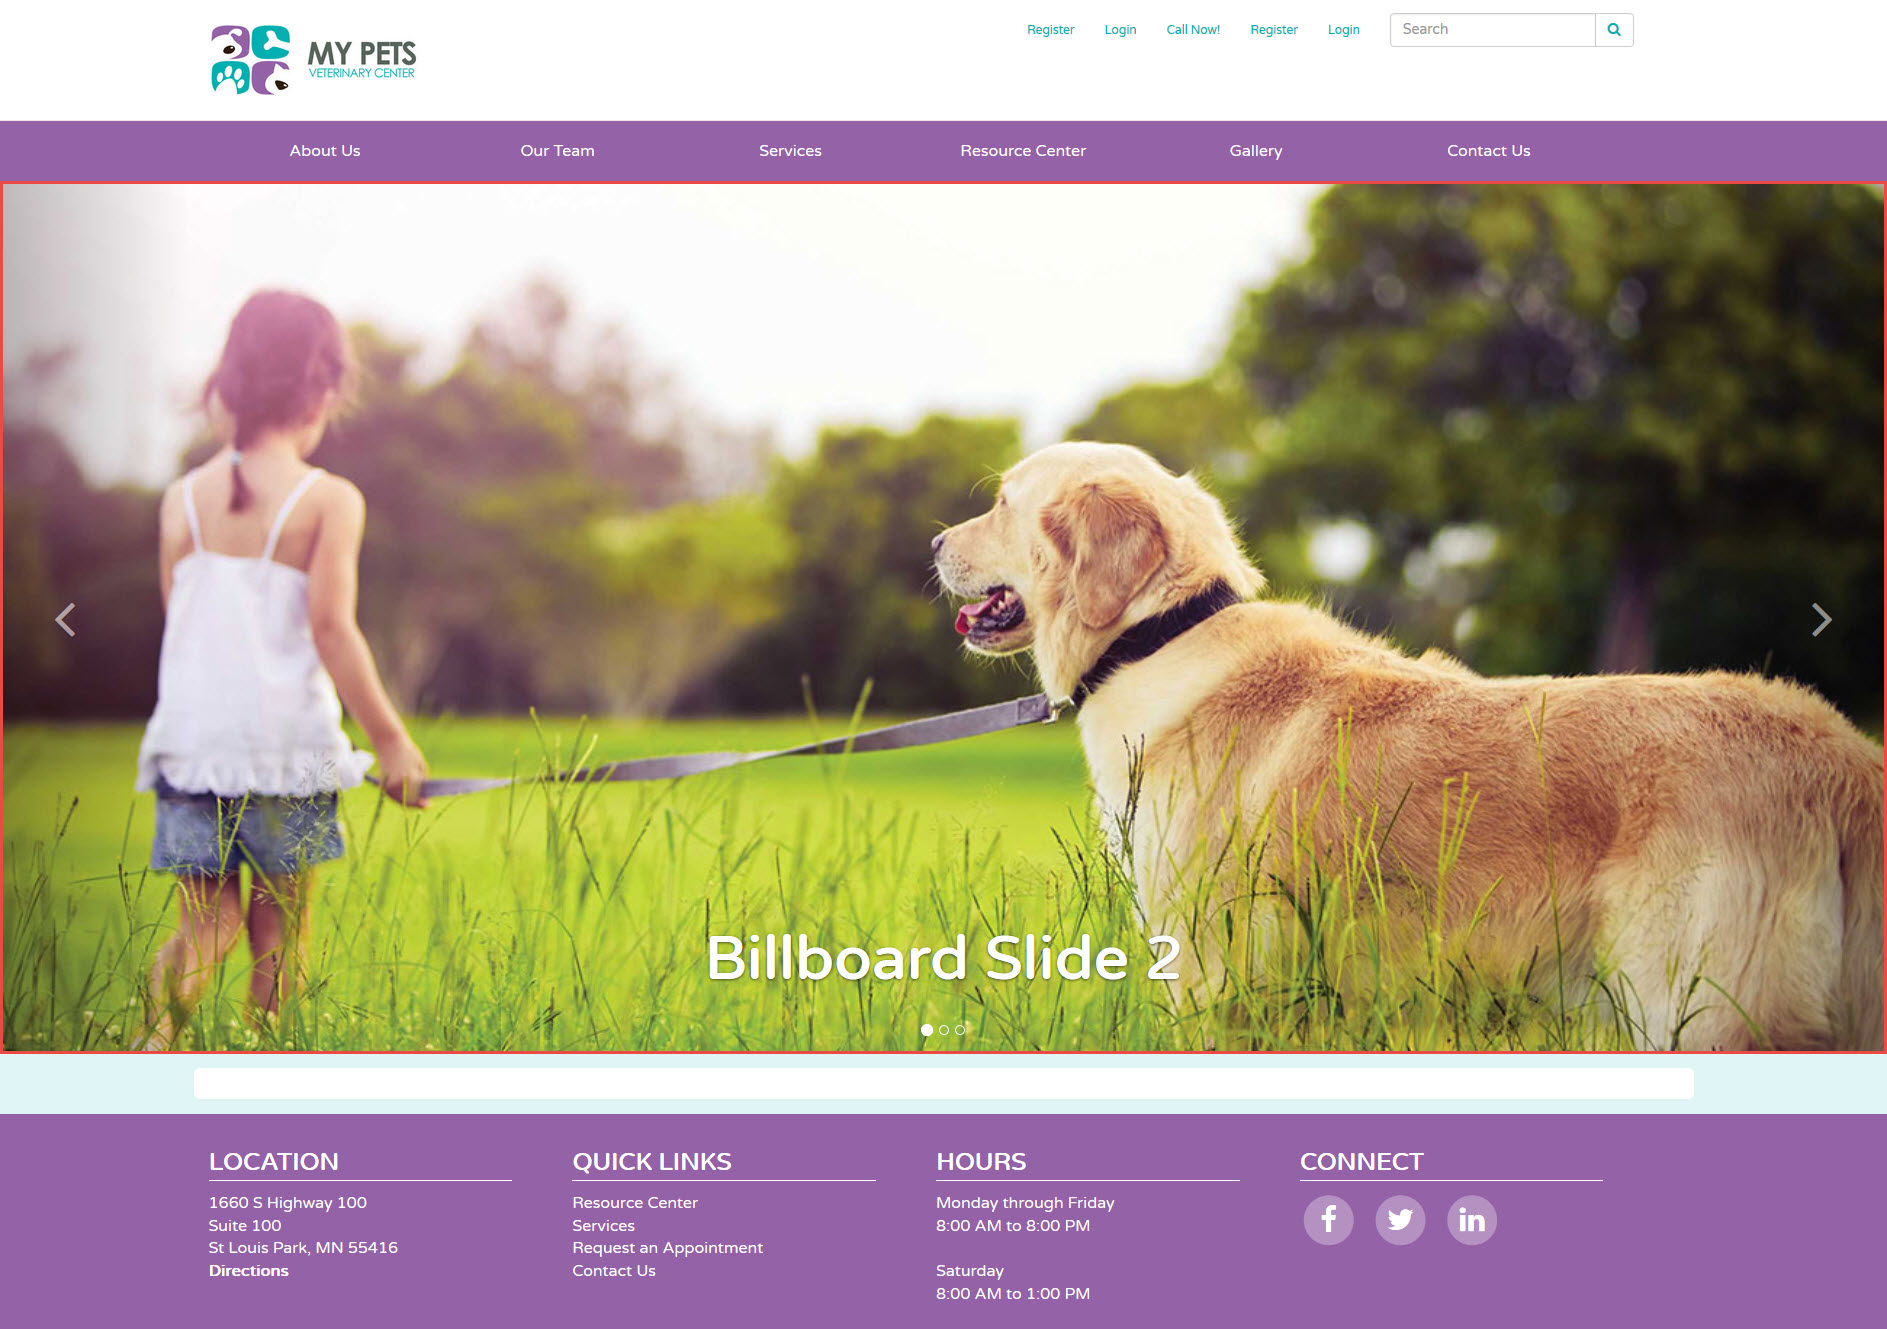 MY PETS
VETERINARY CENTER
Register Login Call Now! Register Login Search
About Us Our Team Services Resource Center Gallery Contact Us
Billboard Slide 2
LOCATION
1660 S Highway 100
Suite 100
St Louis Park, MN 55416
Directions
QUICK LINKS
Resource Center
Services
Request an Appointment
Contact Us
HOURS
Monday through Friday
8:00 AM to 8:00 PM
Saturday
8:00 AM to 1:00 PM
CONNECT